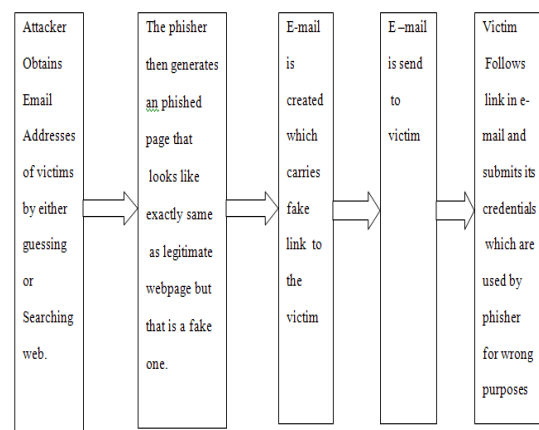 Attacker
Obtains
Email
Addresses
of victims
by either
guessing
or
Searching
web.
The phisher
then generates
an phished
page that
looks like
exactly same
as legitimate
webpage but
that is a fake
one.
E-mail
is
created
which
carries
fake
link to
the
victim
E –mail
is send
to
victim
Victim
Follows
link in e-
mail and
submits its
credentials
which are
used by
phisher
for wrong
purposes